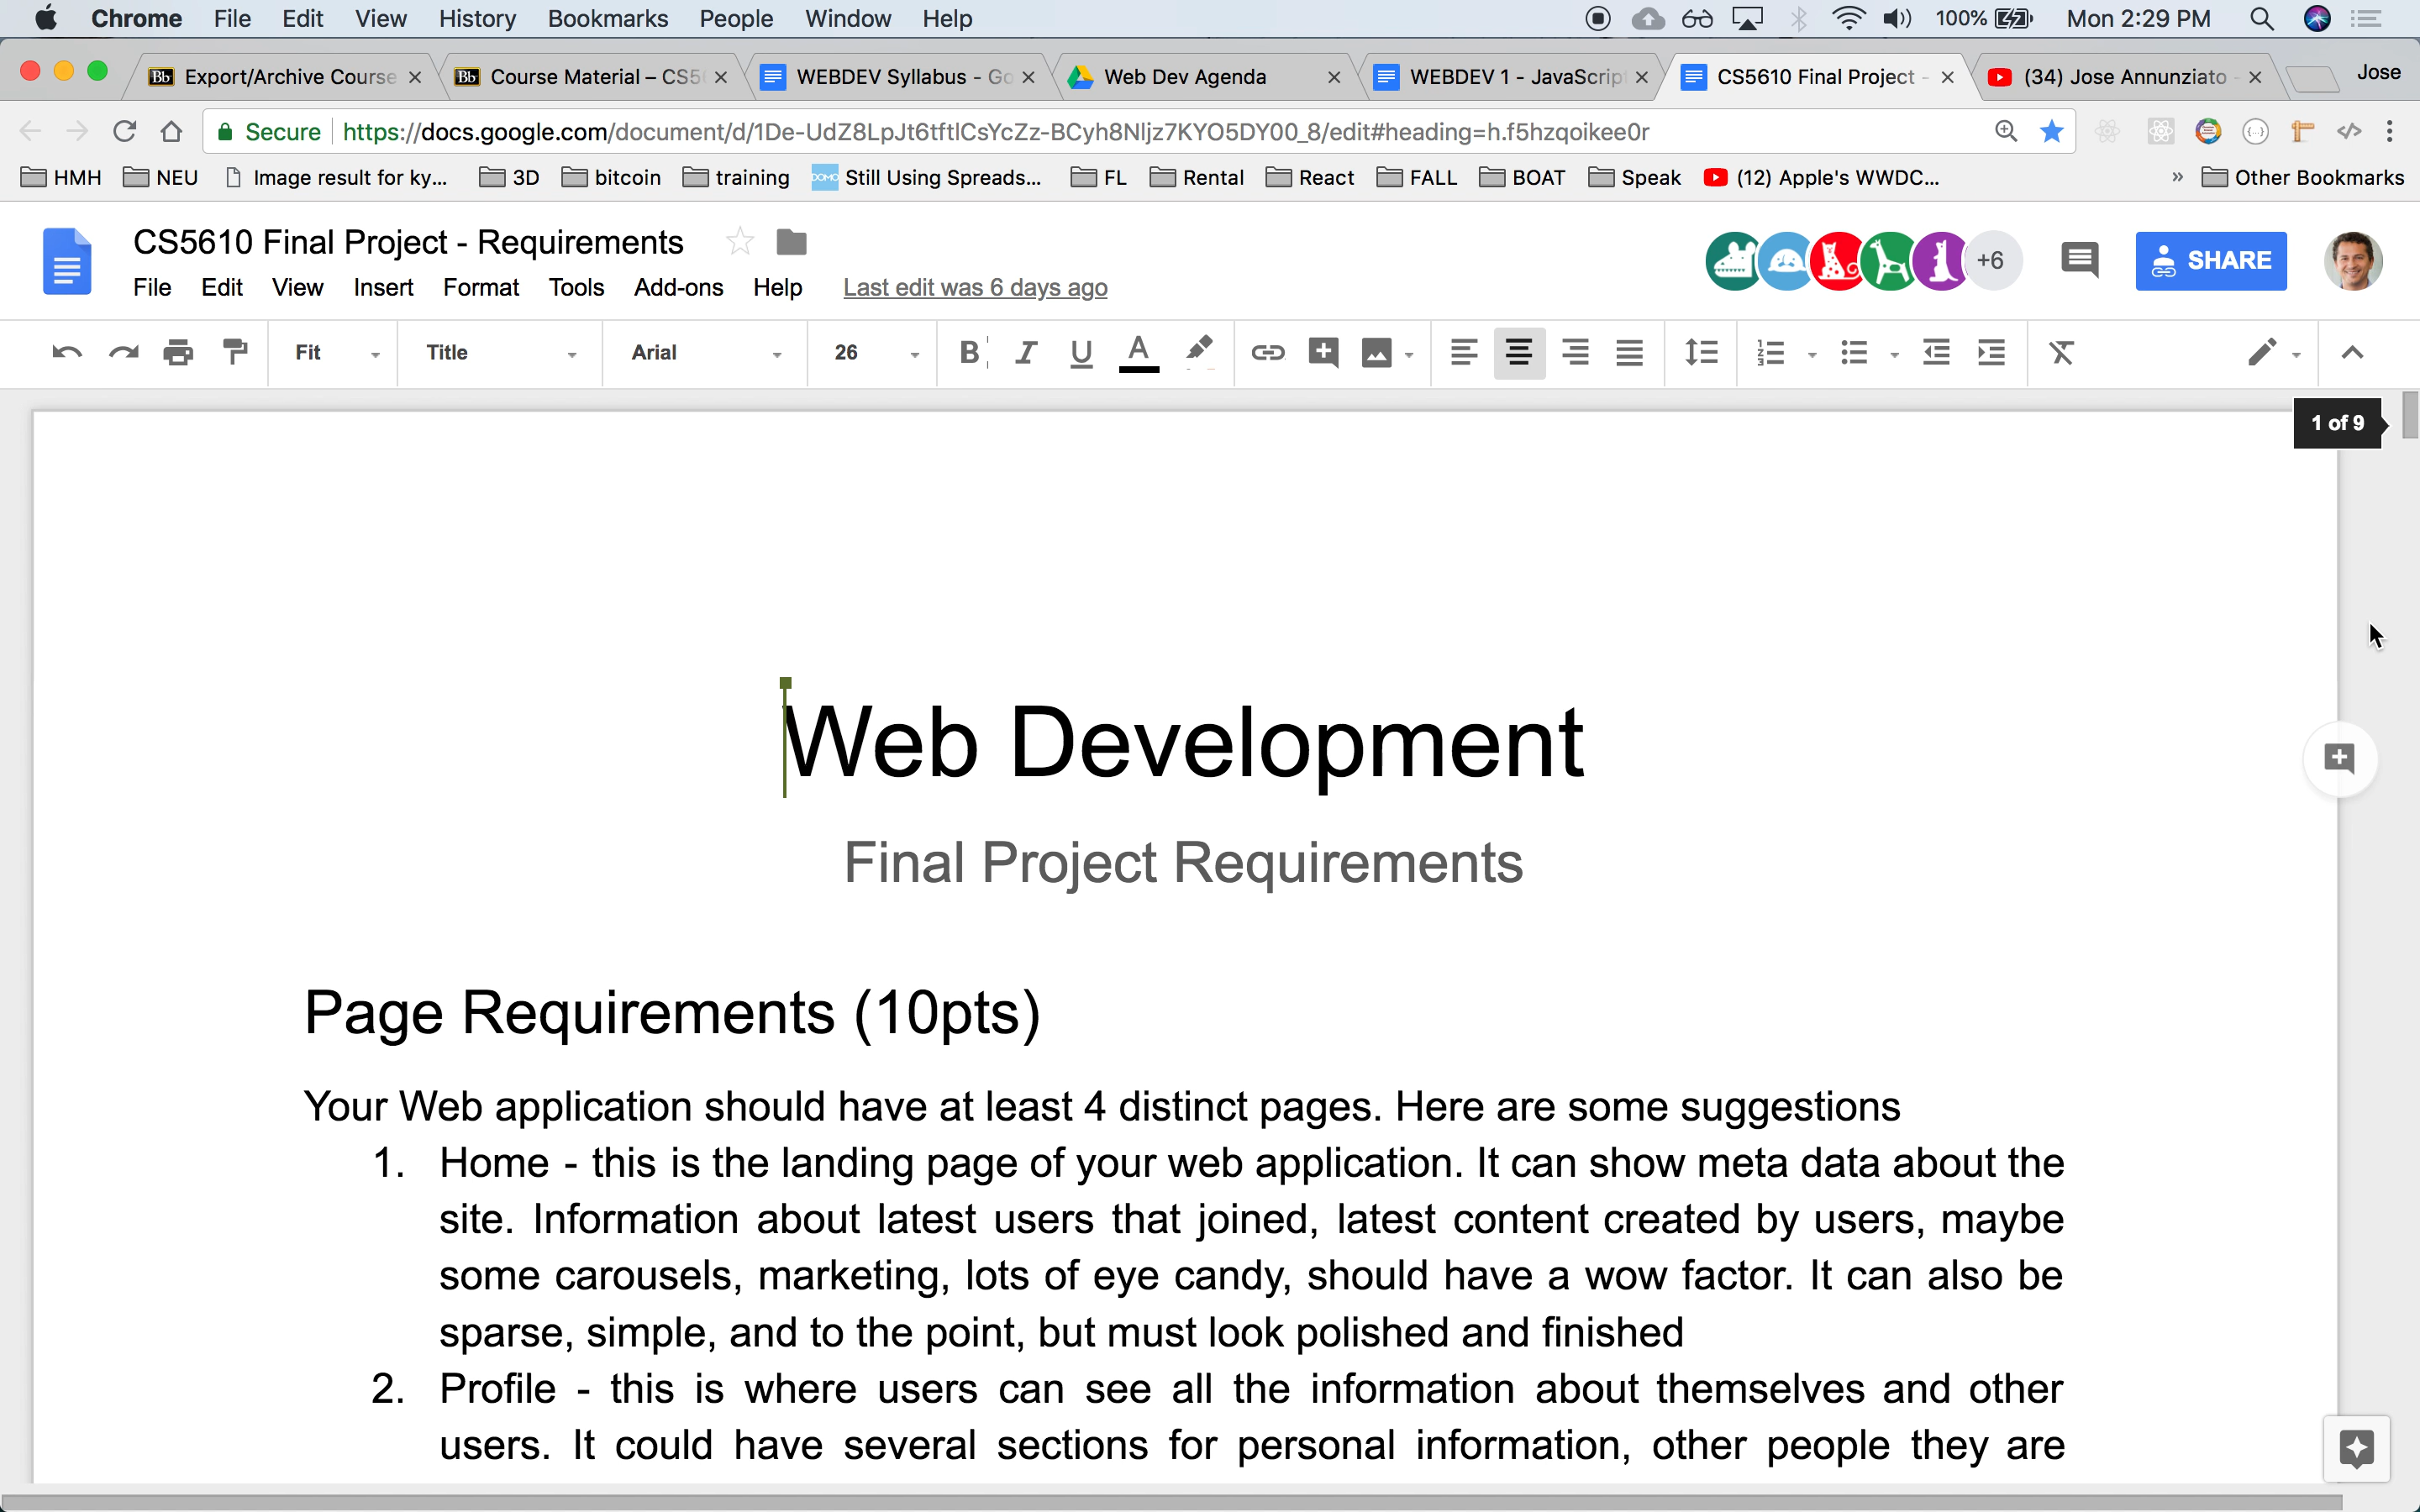 Chrome File Edit View History Bookmarks People Window Help 100% Mon 2:29 PM
Export/Archive Course Course Material – CS5 WEBDEV Syllabus - Go Web Dev Agenda WEBDEV 1 - JavaScrip CS5610 Final Project - (34) Jose Annunziato - Jose
Secure https://docs.google.com/document/d/1De-UdZ8LpJt6tftlCsYcZz-BCyh8Nljz7KYO5DY00_8/edit#heading=h.f5hzqoikee0r
HMH NEU Image result for ky... 3D bitcoin training DOMO Still Using Spreads... FL Rental React FALL BOAT Speak (12) Apple's WWDC... » Other Bookmarks
CS5610 Final Project - Requirements
+6 SHARE
File Edit View Insert Format Tools Add-ons Help Last edit was 6 days ago
Fit Title Arial 26 B I U A
1 of 9
Web Development
Final Project Requirements
Page Requirements (10pts)
Your Web application should have at least 4 distinct pages. Here are some suggestions
1. Home - this is the landing page of your web application. It can show meta data about the
site. Information about latest users that joined, latest content created by users, maybe
some carousels, marketing, lots of eye candy, should have a wow factor. It can also be
sparse, simple, and to the point, but must look polished and finished
2. Profile - this is where users can see all the information about themselves and other
users. It could have several sections for personal information, other people they are